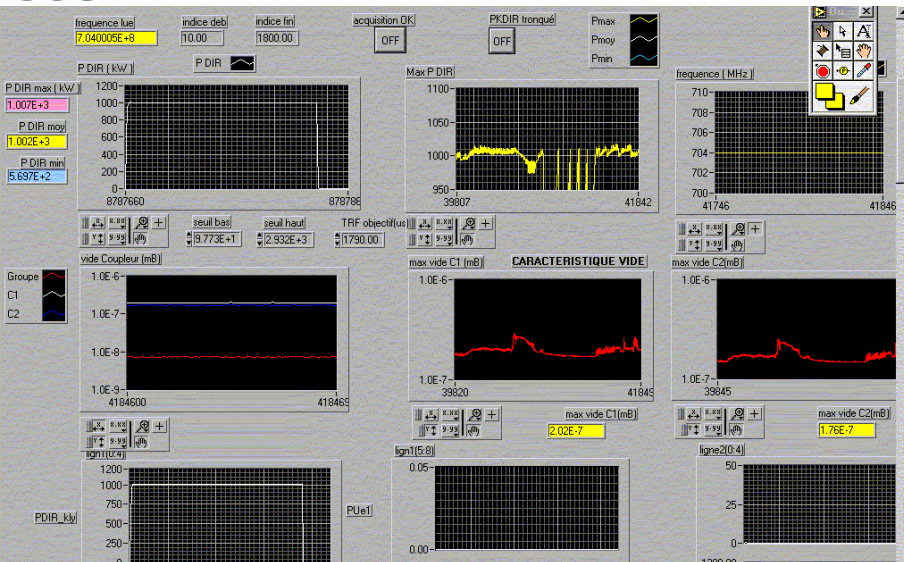 frequence lue
7.040005E+8
indice deb
10.00
indice fin
1800.00
acquisition OK
OFF
PKDIR tronqué
OFF
Pmax
Pmoy
Pmin
P DIR max ( kW )
1.007E+3
P DIR moy
1.002E+3
P DIR min
5.697E+2
P DIR ( kW )
P DIR
1200
1000
800
600
400
200
0
8787660
878786
Max P DIR
1100
1050
1000
950
39807
41842
frequence ( MHz )
710
708
706
704
702
700
41746
41846
seuil bas
9.773E+1
seuil haut
2.932E+3
TRF objectif(us)
1790.00
Groupe
C1
C2
vide Coupleur (mB)
1.0E-6
1.0E-7
1.0E-8
1.0E-9
4184600
418469
max vide C1 (mB)
CARACTERISTIQUE VIDE
1.0E-6
1.0E-7
39820
41849
max vide C2(mB)
1.0E-6
1.0E-7
39845
max vide C1(mB)
2.02E-7
max vide C2(mB)
1.76E-7
lign1(0:4)
PDIR_kly
1200
1000
750
500
250
0
lign1(5:8)
PUe1
0.05
0.00
ligne2(0:4)
50
25
0
1200.00